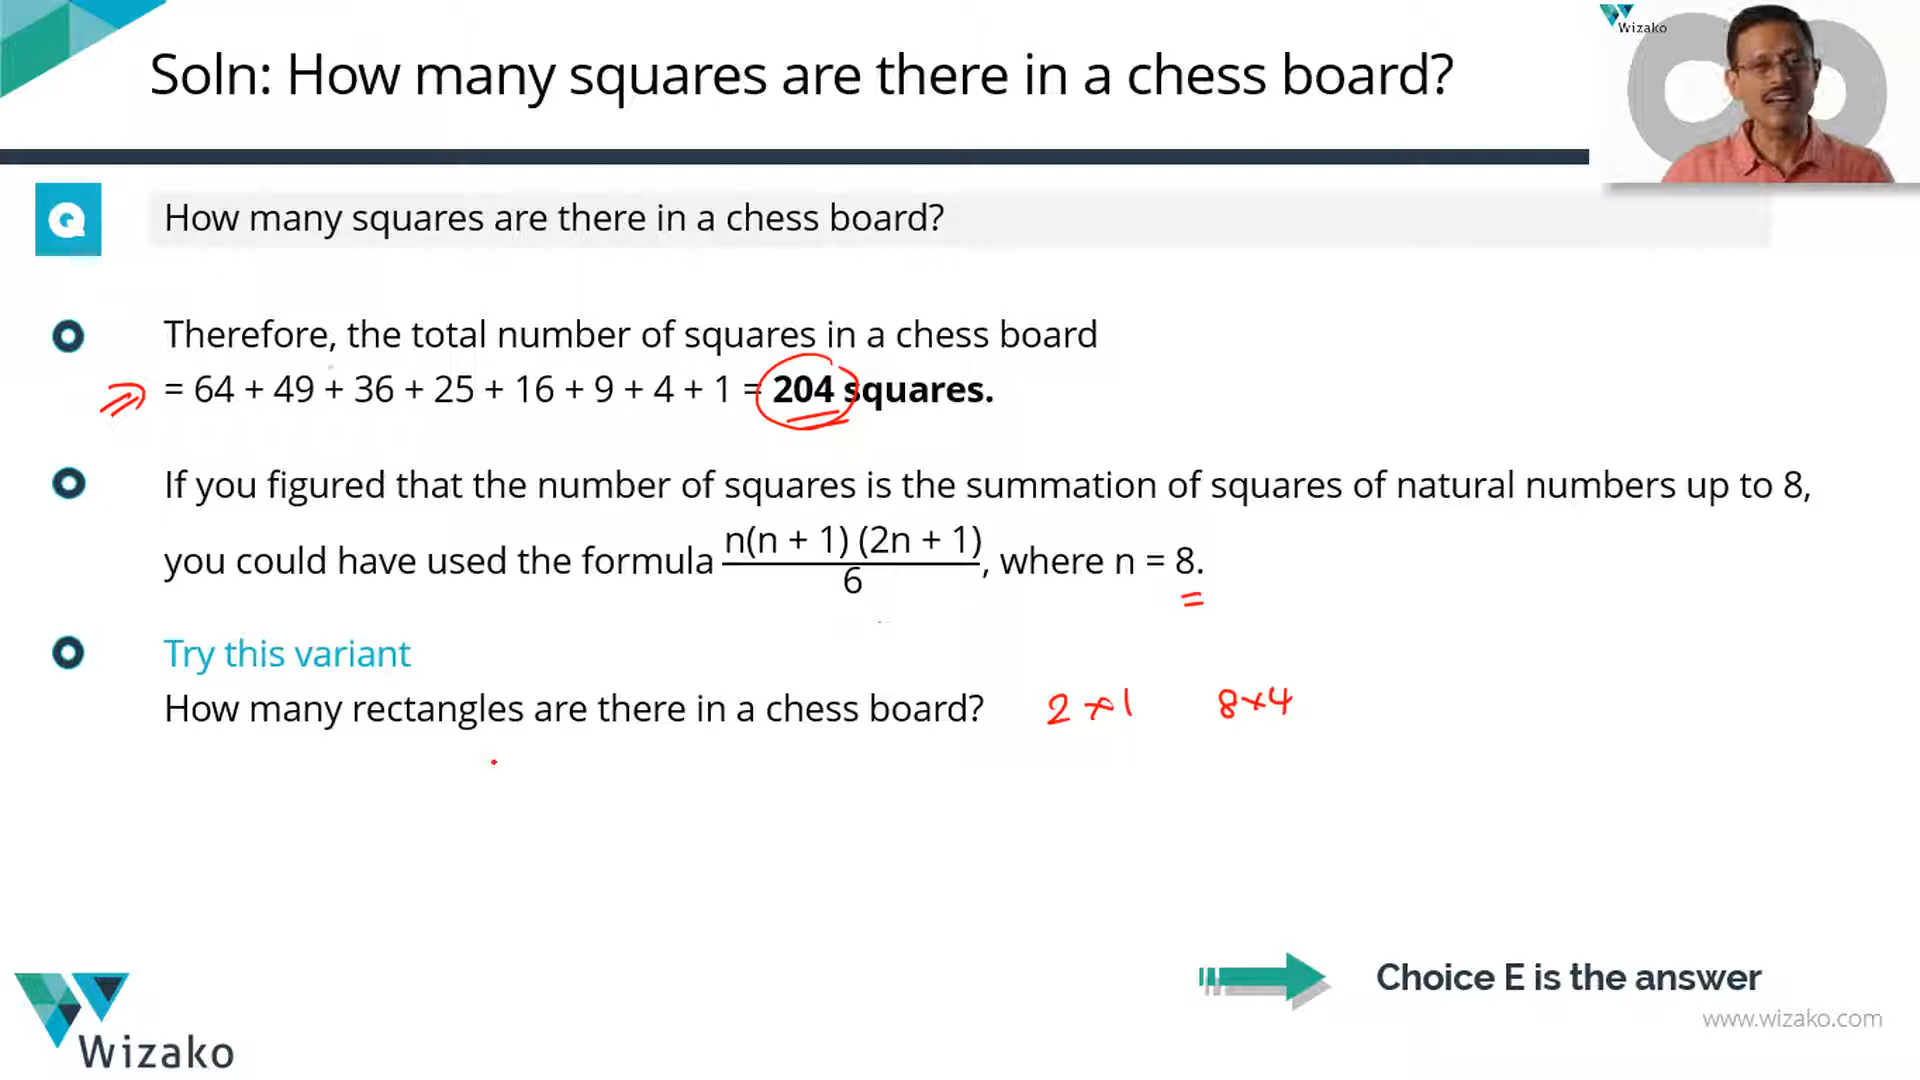 Wizako
Soln: How many squares are there in a chess board?
Q
How many squares are there in a chess board?
Therefore, the total number of squares in a chess board
= 64 + 49 + 36 + 25 + 16 + 9 + 4 + 1 = 204 squares.
If you figured that the number of squares is the summation of squares of natural numbers up to 8,
you could have used the formula n(n + 1) (2n + 1) / 6, where n = 8.
Try this variant
How many rectangles are there in a chess board? 2 × 1 8 × 4
Choice E is the answer
www.wizako.com
Wizako